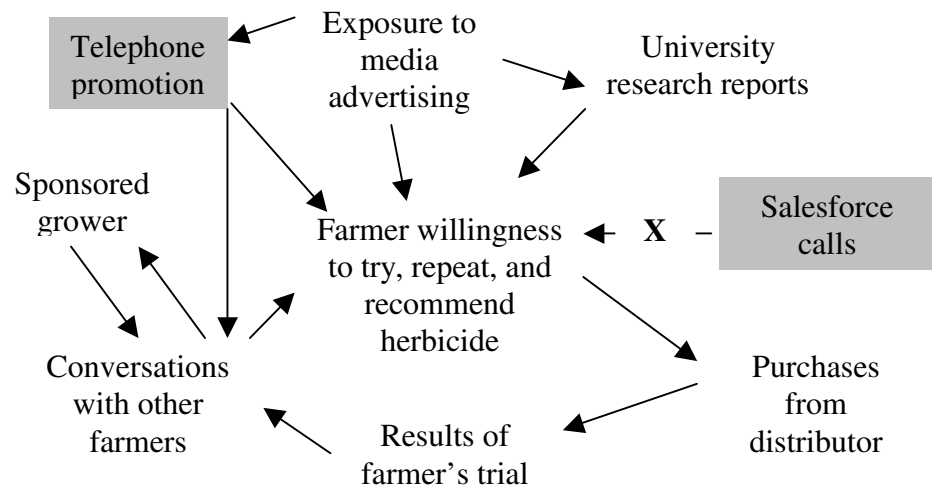 Telephone
promotion
Exposure to
media
advertising
University
research reports
Sponsored
grower
Farmer willingness
to try, repeat, and
recommend
herbicide
X
Salesforce
calls
Conversations
with other
farmers
Results of
farmer’s trial
Purchases
from
distributor